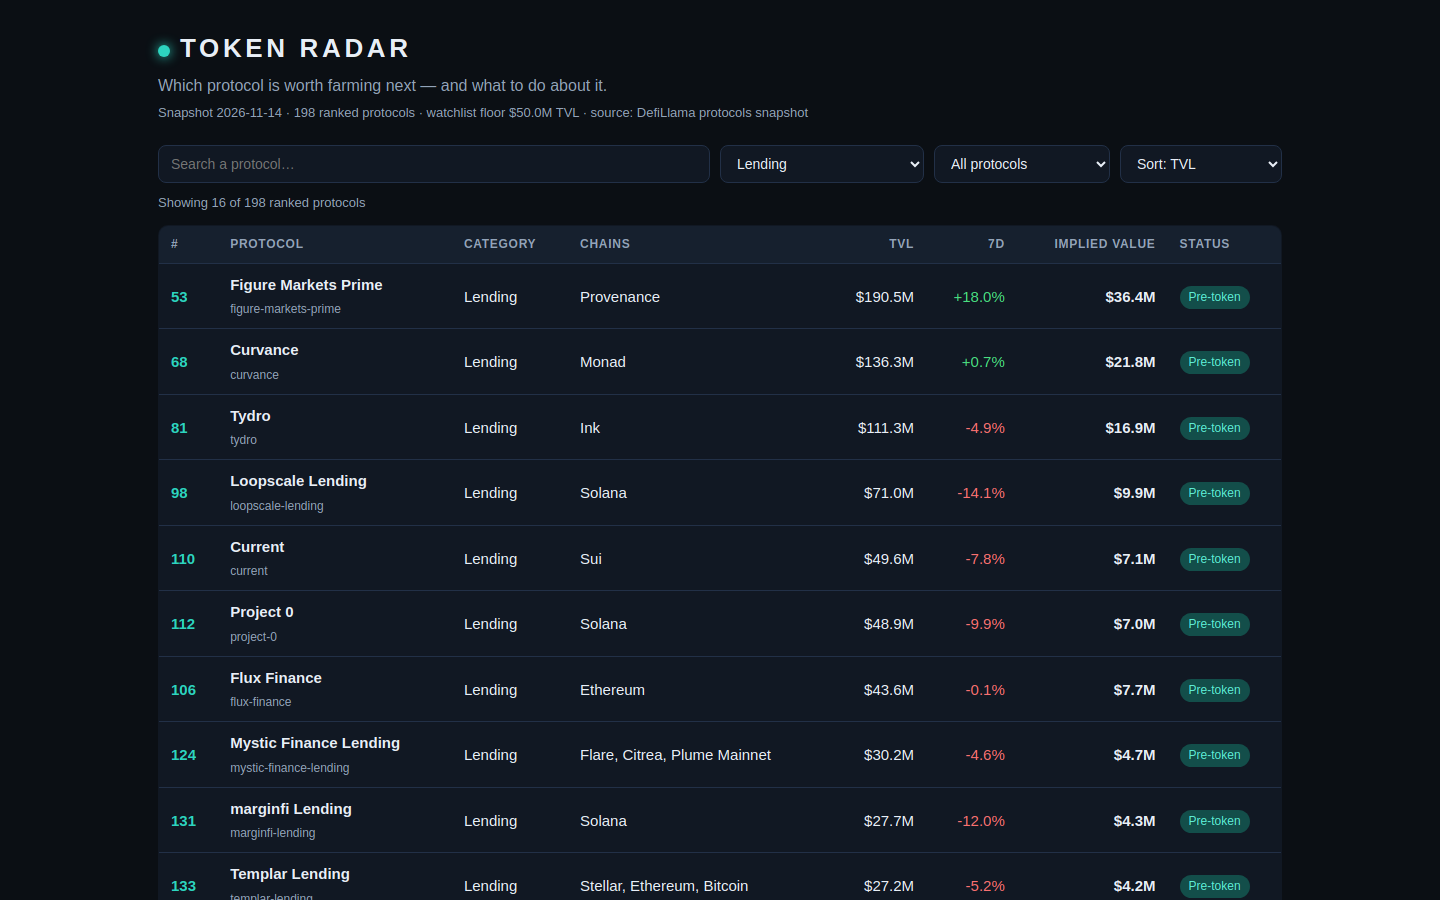 TOKEN RADAR
Which protocol is worth farming next — and what to do about it.
Snapshot 2026-11-14 · 198 ranked protocols · watchlist floor $50.0M TVL · source: DefiLlama protocols snapshot
Search a protocol… Lending All protocols Sort: TVL
Showing 16 of 198 ranked protocols
# PROTOCOL CATEGORY CHAINS TVL 7D IMPLIED VALUE STATUS
53 Figure Markets Prime Lending Provenance $190.5M +18.0% $36.4M Pre-token
figure-markets-prime
68 Curvance Lending Monad $136.3M +0.7% $21.8M Pre-token
curvance
81 Tydro Lending Ink $111.3M -4.9% $16.9M Pre-token
tydro
98 Loopscale Lending Lending Solana $71.0M -14.1% $9.9M Pre-token
loopscale-lending
110 Current Lending Sui $49.6M -7.8% $7.1M Pre-token
current
112 Project 0 Lending Solana $48.9M -9.9% $7.0M Pre-token
project-0
106 Flux Finance Lending Ethereum $43.6M -0.1% $7.7M Pre-token
flux-finance
124 Mystic Finance Lending Lending Flare, Citrea, Plume Mainnet $30.2M -4.6% $4.7M Pre-token
mystic-finance-lending
131 marginfi Lending Lending Solana $27.7M -12.0% $4.3M Pre-token
marginfi-lending
133 Templar Lending Lending Stellar, Ethereum, Bitcoin $27.2M -5.2% $4.2M Pre-token
templar-lending